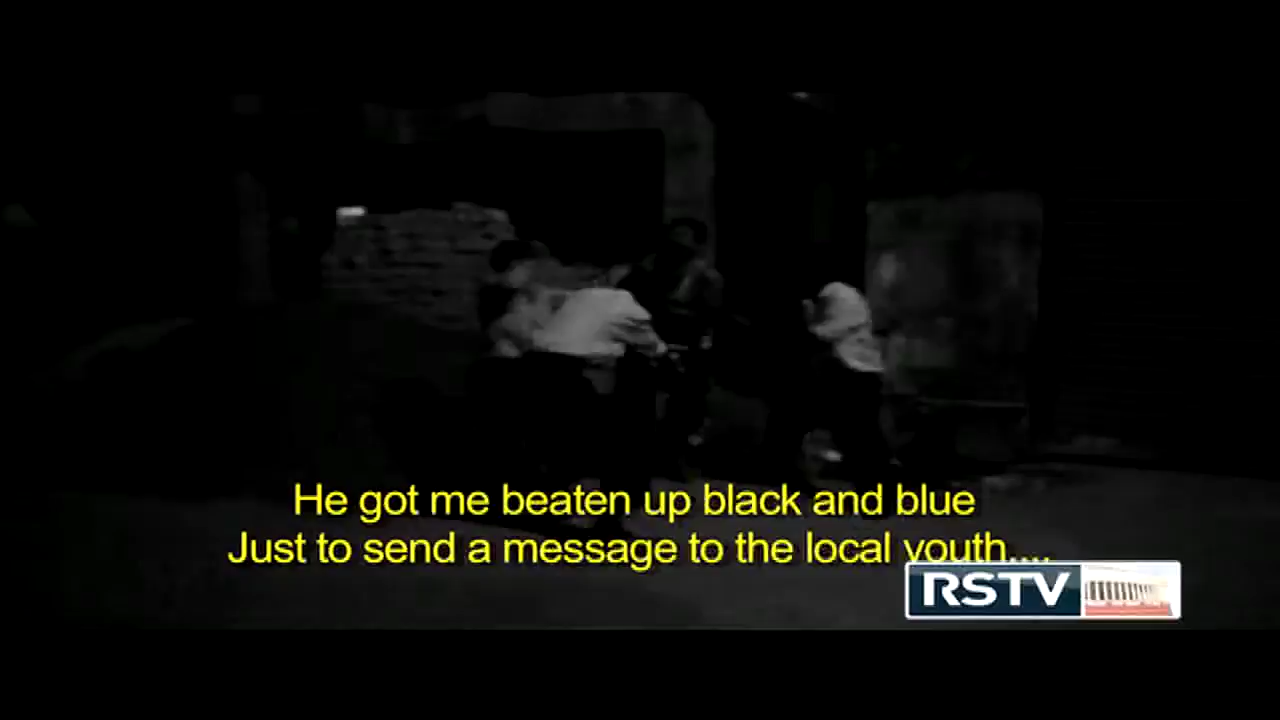 He got me beaten up black and blue
Just to send a message to the local youth....
RSTV